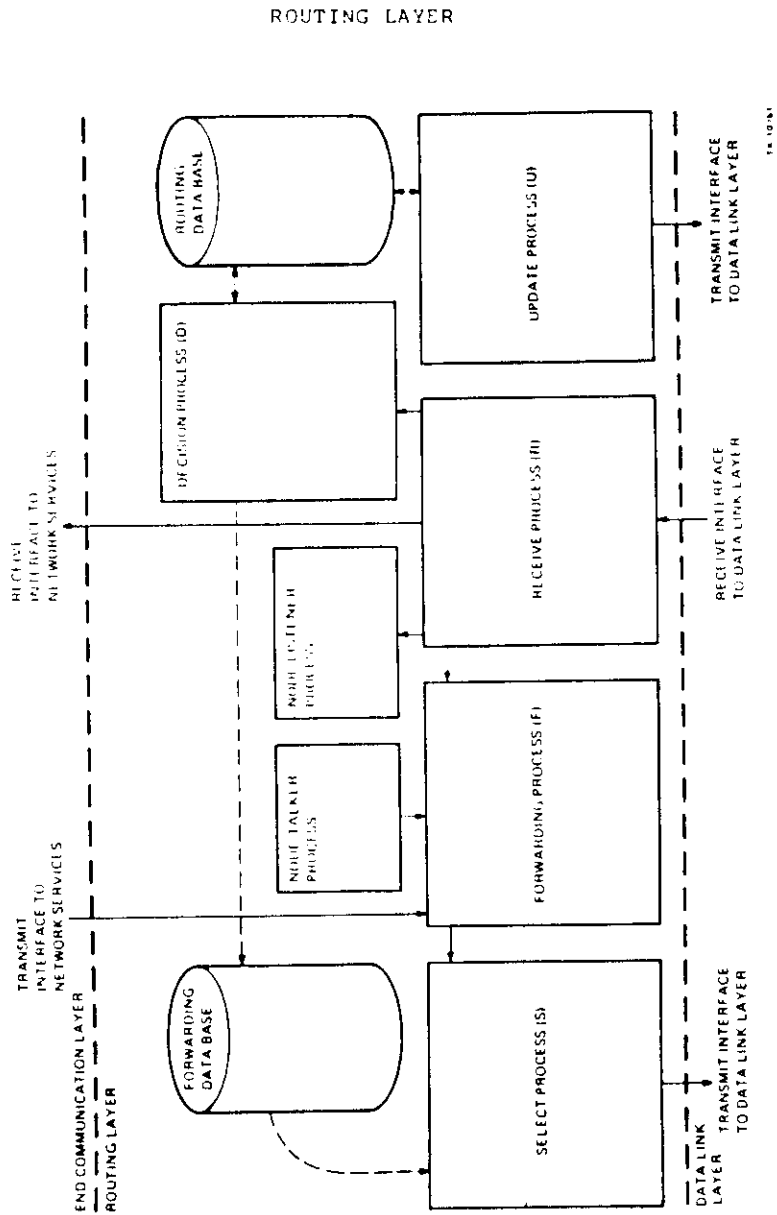 ROUTING LAYER
TRANSMIT
INTERFACE TO
NETWORK SERVICES
RECEIVE
INTERFACE TO
NETWORK SERVICES
END COMMUNICATION LAYER
ROUTING LAYER
FORWARDING
DATA BASE
NODE TALKER
PROCESS
NODE LISTENER
PROCESS
DECISION PROCESS (D)
ROUTING
DATA BASE
SELECT PROCESS (S)
FORWARDING PROCESS (F)
RECEIVE PROCESS (R)
UPDATE PROCESS (U)
DATA LINK
LAYER
TRANSMIT INTERFACE
TO DATA LINK LAYER
RECEIVE INTERFACE
TO DATA LINK LAYER
TRANSMIT INTERFACE
TO DATA LINK LAYER